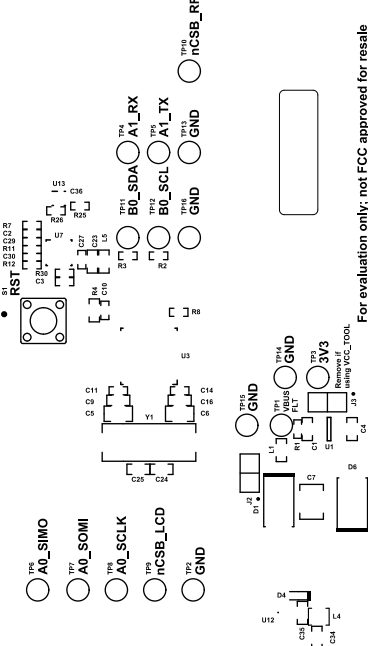 TP10
nCSB_RF
TP4
A1_RX
TP5
A1_TX
TP13
GND
TP11
B0_SDA
TP12
B0_SCL
TP16
GND
For evaluation only; not FCC approved for resale
U13
C36
R26
R25
R7
C2
C29
R11
C30
R12
U7
C27
C23
L5
R3
R2
R30
C3
S1
RST
R4
C10
R8
U3
TP14
GND
TP3
3V3
Remove if
using VCC_TOOL
C11
C9
C5
C14
C16
C6
Y1
TP15
GND
TP1
VBUS
FLT
J3
L1
R1
C1
U1
C4
C25
C24
J2
D1
C7
D6
TP6
A0_SIMO
TP7
A0_SOMI
TP8
A0_SCLK
TP9
nCSB_LCD
TP2
GND
D4
U12
L4
C35
C34